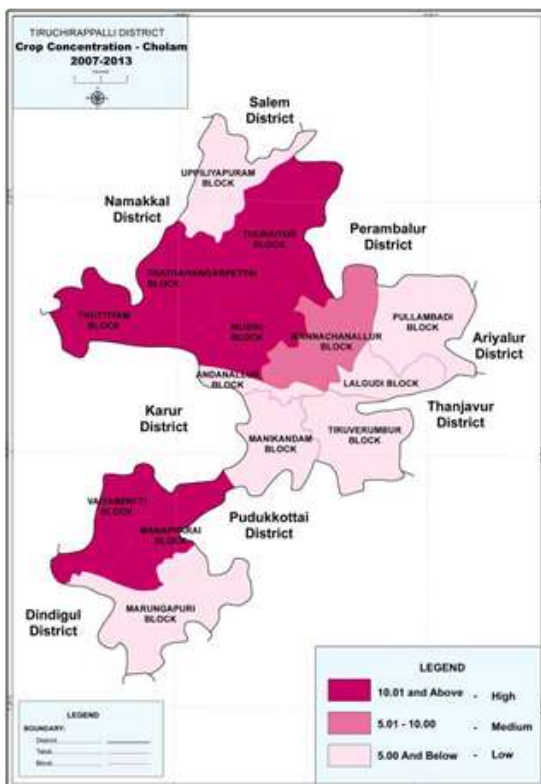 TIRUCHIRAPPALLI DISTRICT
Crop Concentration - Cholam
2007-2013
Salem
District
UPPILIYAPURAM
BLOCK
Namakkal
District
THURAIYUR
BLOCK
Perambalur
District
BLOCK
THOTTIYAM
BLOCK
MUSIRI
BLOCK
MANNACHANALLUR
BLOCK
PULLAMBADI
BLOCK
Ariyalur
District
ANDANALLUR
BLOCK
LALGUDI BLOCK
Karur
District
Thanjavur
District
MANIKANDAM
BLOCK
TIRUVERUMBUR
BLOCK
VAIYAMPATTI
BLOCK
Pudukkottai
District
MANAPPARAI
BLOCK
MARUNGAPURI
BLOCK
Dindigul
District
LEGEND
10.01 and Above - High
5.01 - 10.00 - Medium
5.00 And Below - Low
LEGEND
BOUNDARY:
District
Taluk
Block